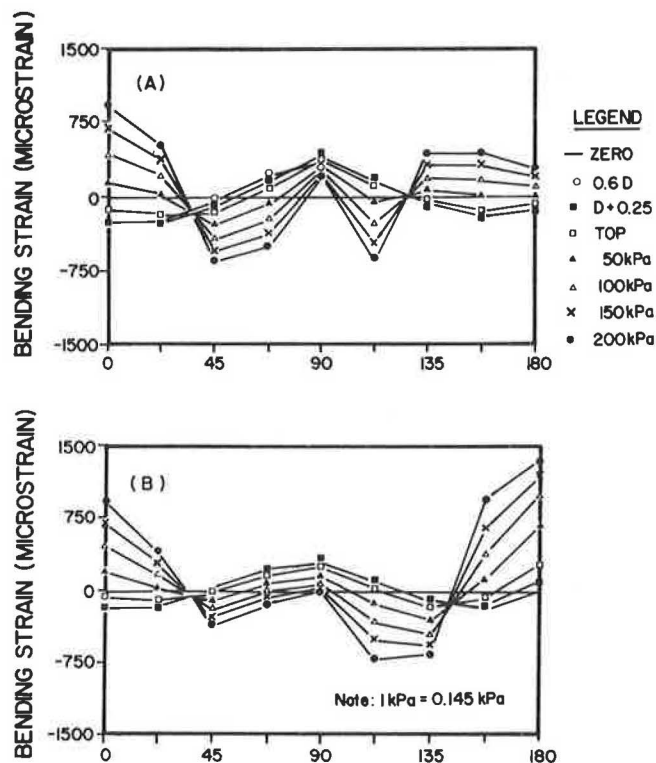 BENDING STRAIN (MICROSTRAIN)
1500
750
0
-750
-1500
(A)
0 45 90 135 180
LEGEND
ZERO
0.6 D
D + 0.25
TOP
50kPa
100kPa
150kPa
200kPa
BENDING STRAIN (MICROSTRAIN)
1500
750
0
-750
-1500
(B)
Note: 1kPa = 0.145 kPa
0 45 90 135 180